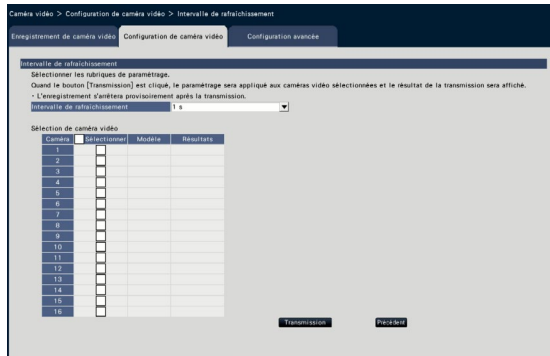 Caméra vidéo > Configuration de caméra vidéo > Intervalle de rafraîchissement
Enregistrement de caméra vidéo Configuration de caméra vidéo Configuration avancée
Intervalle de rafraîchissement
Sélectionner les rubriques de paramétrage.
Quand le bouton [Transmission] est cliqué, le paramétrage sera appliqué aux caméras vidéo sélectionnées et le résultat de la transmission sera affiché.
- L'enregistrement s'arrêtera provisoirement après la transmission.
Intervalle de rafraîchissement 1 s
Sélection de caméra vidéo
Caméra Sélectionner Modèle Résultats
1
2
3
4
5
6
7
8
9
10
11
12
13
14
15
16
Transmission Précédent